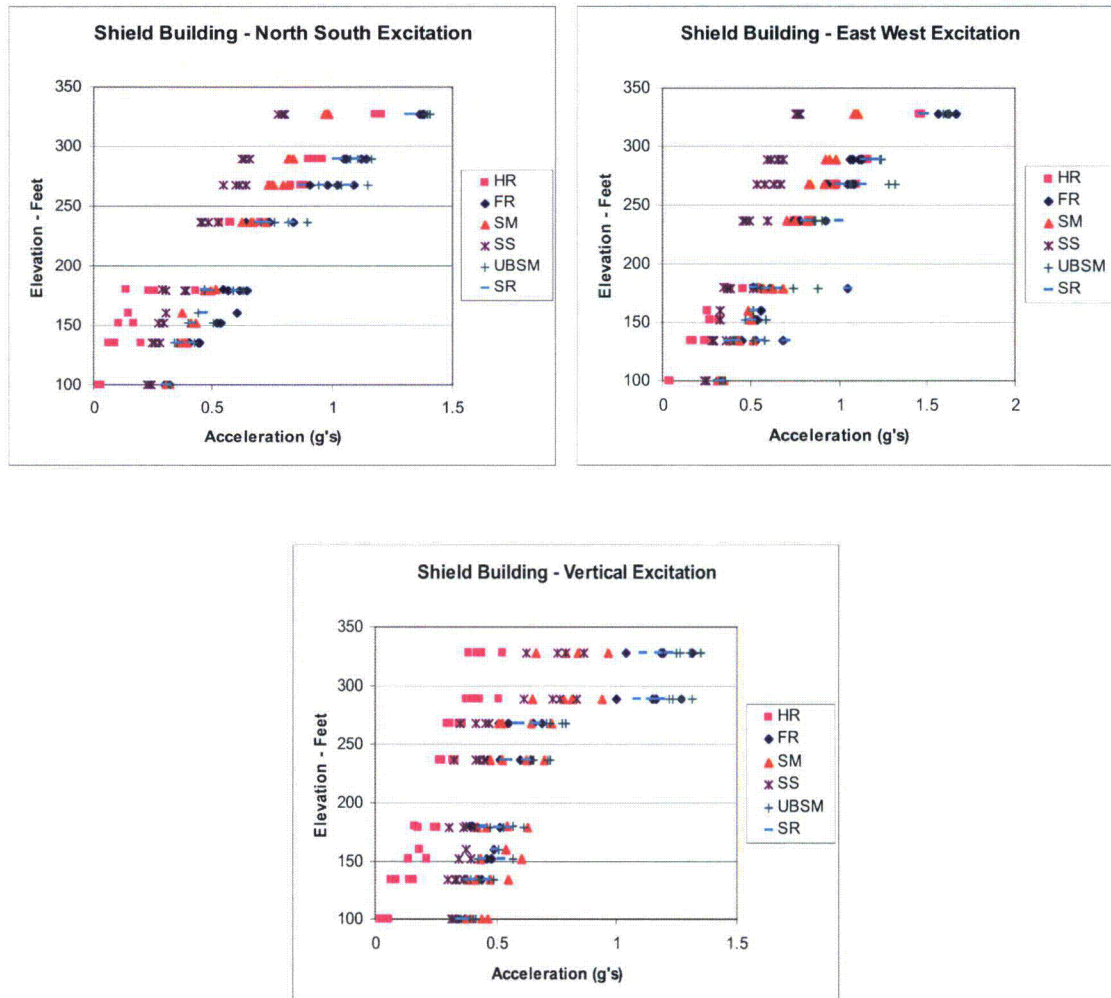 Shield Building - North South Excitation
350
300
250
200
150
100
0
0.5
1
1.5
Elevation - Feet
Acceleration (g's)
HR
FR
SM
SS
UBSM
SR
Shield Building - East West Excitation
350
300
250
200
150
100
0
0.5
1
1.5
2
Elevation - Feet
Acceleration (g's)
HR
FR
SM
SS
UBSM
SR
Shield Building - Vertical Excitation
350
300
250
200
150
100
0
0.5
1
1.5
Elevation - Feet
Acceleration (g's)
HR
FR
SM
SS
UBSM
SR